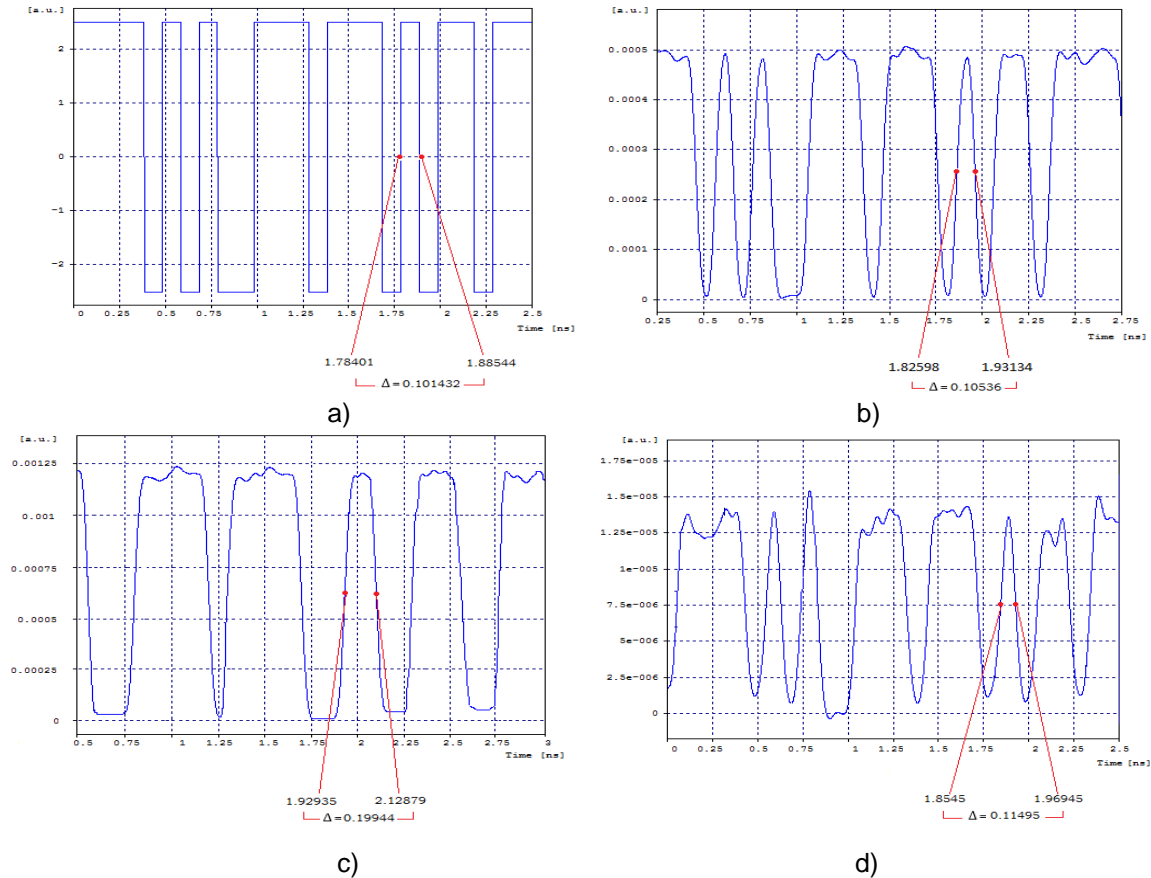 [a.u.]
2
1
0
−1
−2
0 0.25 0.5 0.75 1 1.25 1.5 1.75 2 2.25 2.5
Time [ns]
1.78401 1.88544
Δ = 0.101432
a)
[a.u.]
0.0005
0.0004
0.0003
0.0002
0.0001
0
0.25 0.5 0.75 1 1.25 1.5 1.75 2 2.25 2.5 2.75
Time [ns]
1.82598 1.93134
Δ = 0.10536
b)
[a.u.]
0.00125
0.001
0.00075
0.0005
0.00025
0
0.5 0.75 1 1.25 1.5 1.75 2 2.25 2.5 2.75 3
Time [ns]
1.92935 2.12879
Δ = 0.19944
c)
[a.u.]
1.75e-005
1.5e-005
1.25e-005
1e-005
7.5e-006
5e-006
2.5e-006
0
0 0.25 0.5 0.75 1 1.25 1.5 1.75 2 2.25 2.5
Time [ns]
1.8545 1.96945
Δ = 0.11495
d)